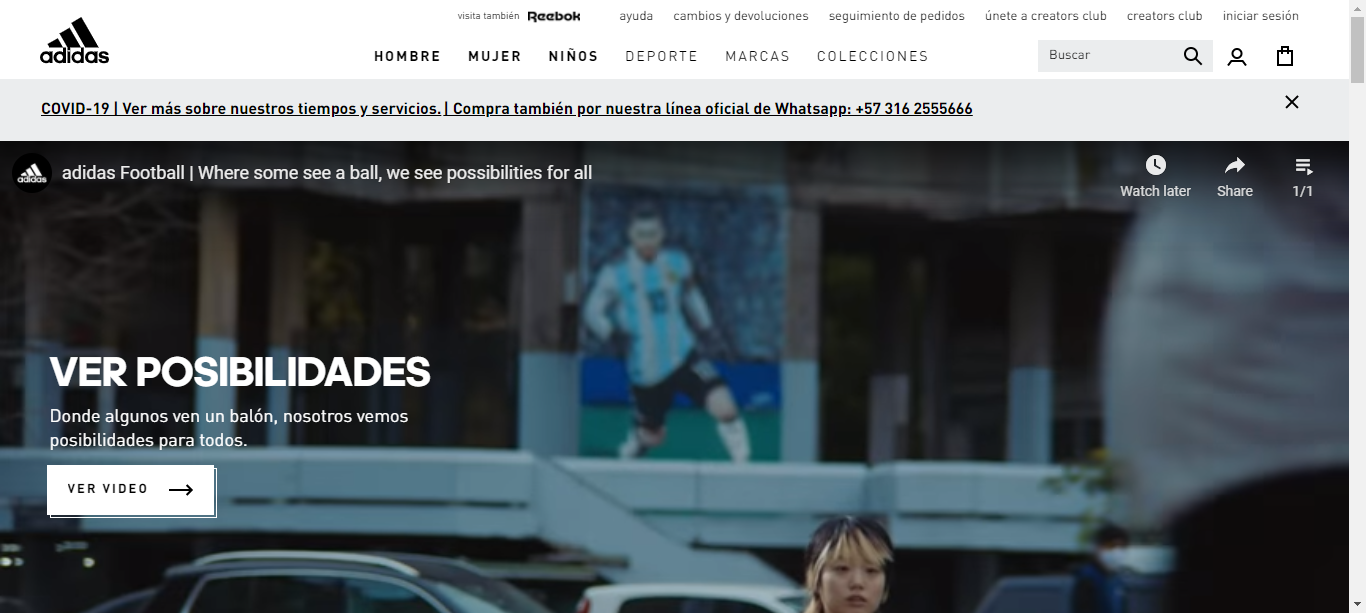 visita también Reebok ayuda cambios y devoluciones seguimiento de pedidos únete a creators club creators club iniciar sesión
adidas
HOMBRE MUJER NIÑOS DEPORTE MARCAS COLECCIONES Buscar
COVID-19 | Ver más sobre nuestros tiempos y servicios. | Compra también por nuestra línea oficial de Whatsapp: +57 316 2555666
adidas adidas Football | Where some see a ball, we see possibilities for all
Watch later Share 1/1
VER POSIBILIDADES
Donde algunos ven un balón, nosotros vemos
posibilidades para todos.
VER VIDEO